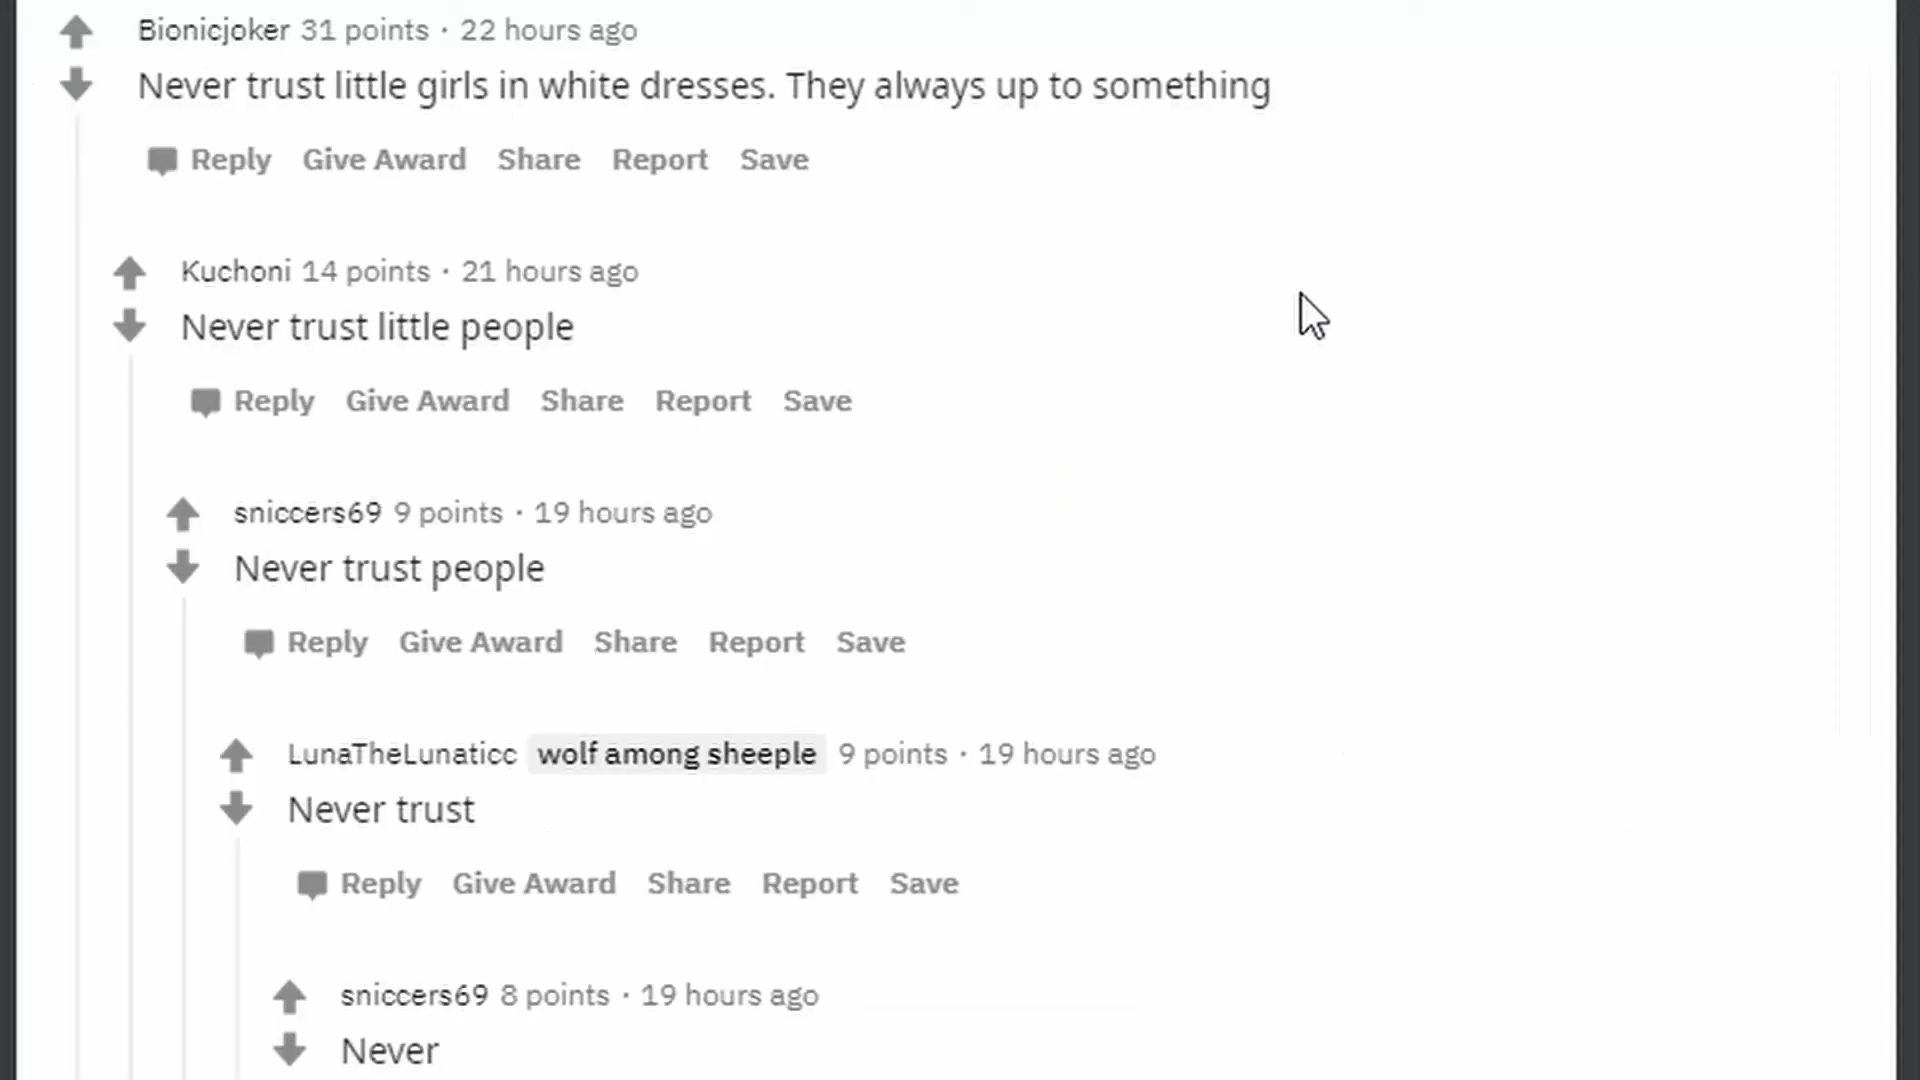 Bionicjoker 31 points · 22 hours ago
Never trust little girls in white dresses. They always up to something
Reply Give Award Share Report Save
Kuchoni 14 points · 21 hours ago
Never trust little people
Reply Give Award Share Report Save
sniccers69 9 points · 19 hours ago
Never trust people
Reply Give Award Share Report Save
LunaTheLunaticc wolf among sheeple 9 points · 19 hours ago
Never trust
Reply Give Award Share Report Save
sniccers69 8 points · 19 hours ago
Never